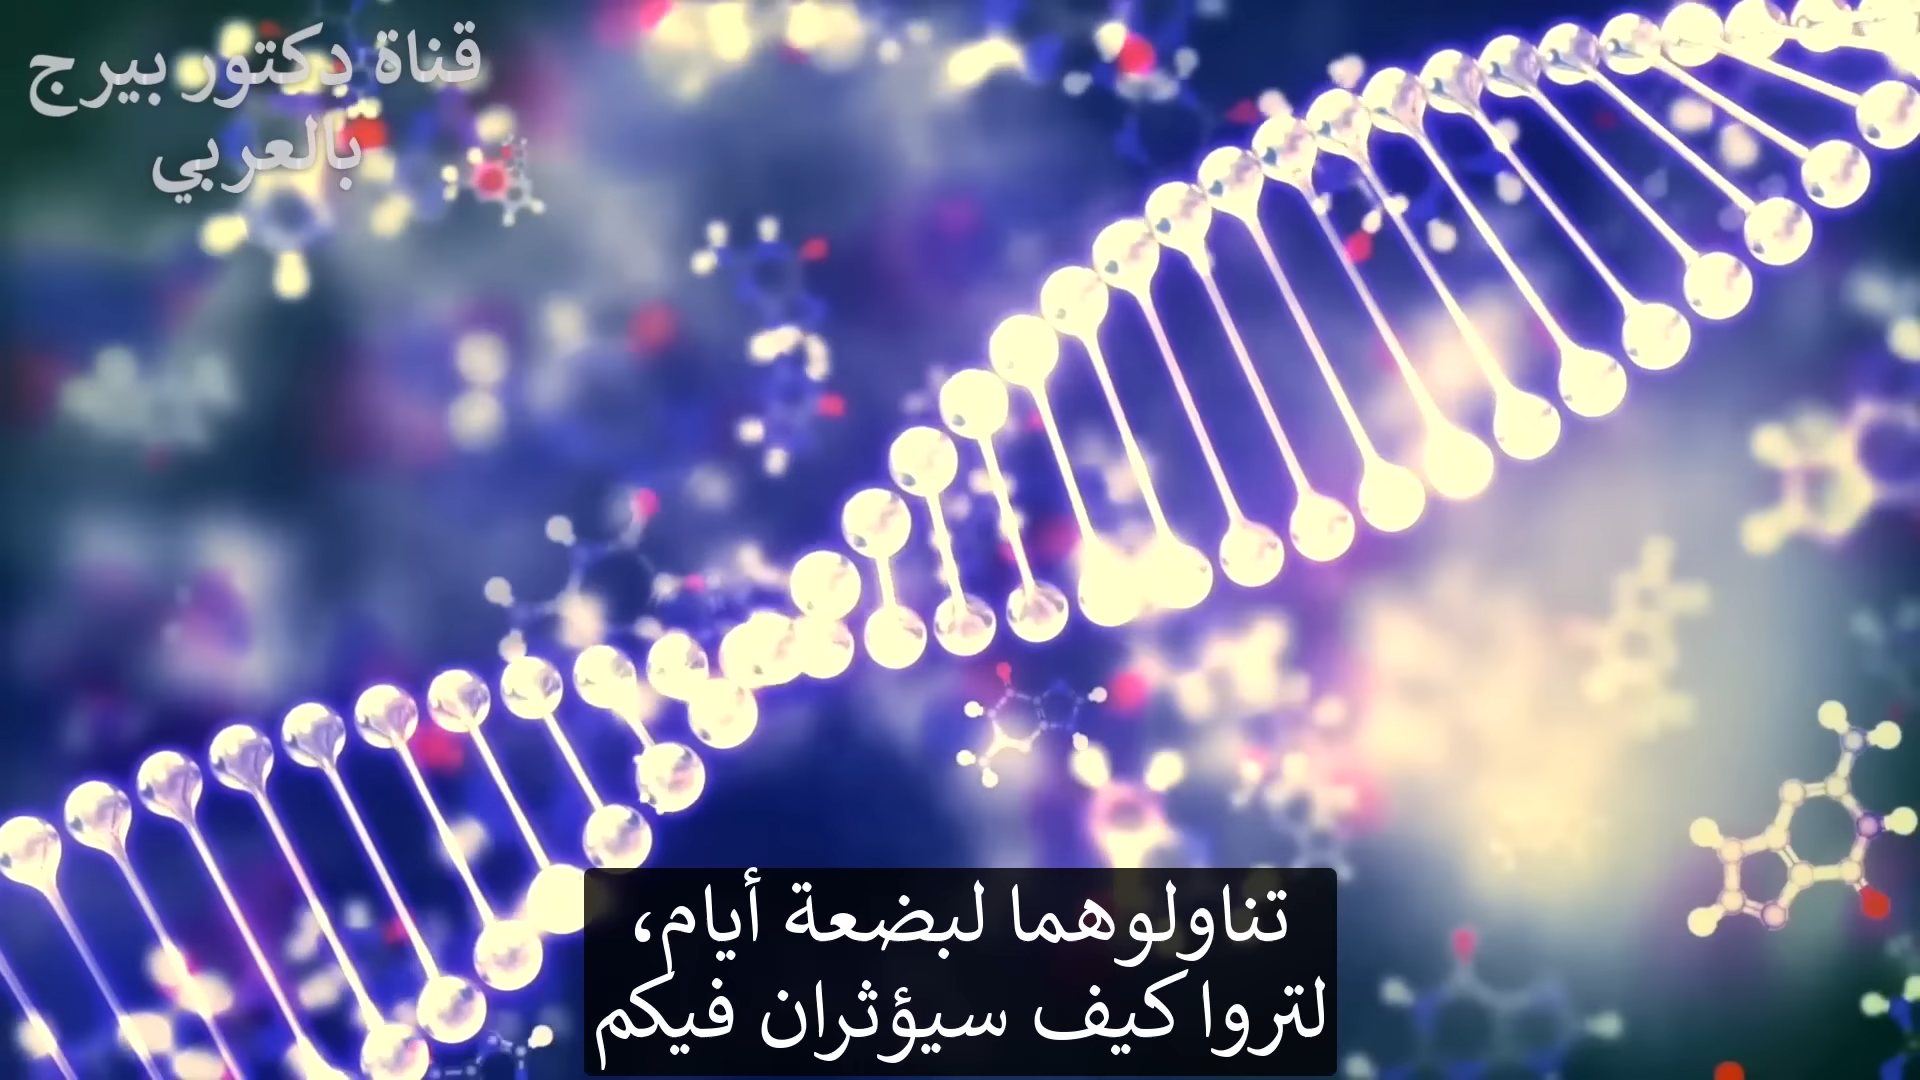 قناة دكتور بيرج
بالعربي
تناولوهما لبضعة أيام،
لتروا كيف سيؤثران فيكم